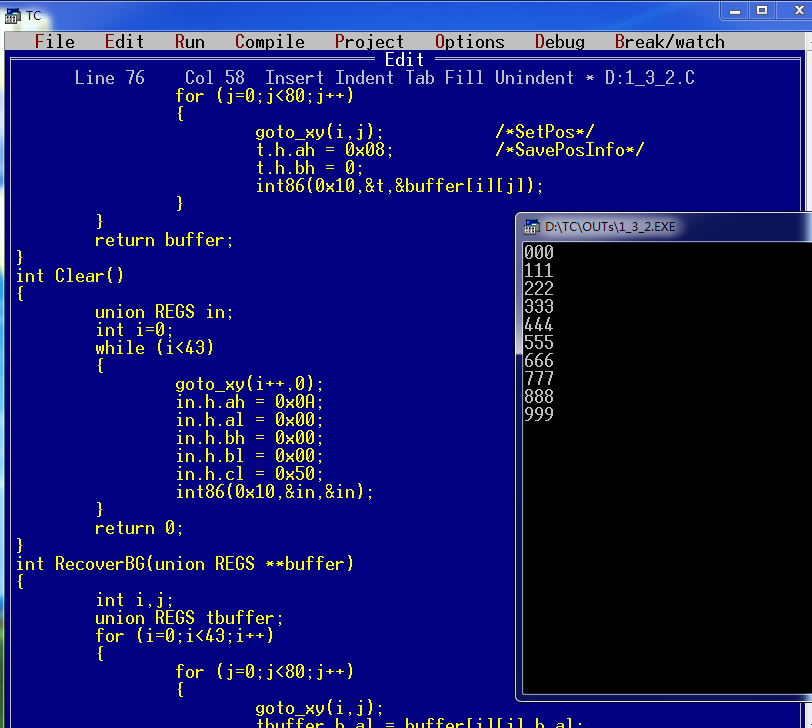 TC
File Edit Run Compile Project Options Debug Break/watch
Edit
Line 76 Col 58 Insert Indent Tab Fill Unindent * D:1_3_2.C
for (j=0;j<80;j++)
{
goto_xy(i,j); /*SetPos*/
t.h.ah = 0x08; /*SavePosInfo*/
t.h.bh = 0;
int86(0x10,&t,&buffer[i][j]);
}
}
return buffer;
}
int Clear()
{
union REGS in;
int i=0;
while (i<43)
{
goto_xy(i++,0);
in.h.ah = 0x0A;
in.h.al = 0x00;
in.h.bh = 0x00;
in.h.bl = 0x00;
in.h.cl = 0x50;
int86(0x10,&in,&in);
}
return 0;
}
int RecoverBG(union REGS **buffer)
{
int i,j;
union REGS tbuffer;
for (i=0;i<43;i++)
{
for (j=0;j<80;j++)
{
goto_xy(i,j);
tbuffer.h.al = buffer[i][j].h.al;
D:\TC\OUTs\1_3_2.EXE
000
111
222
333
444
555
666
777
888
999